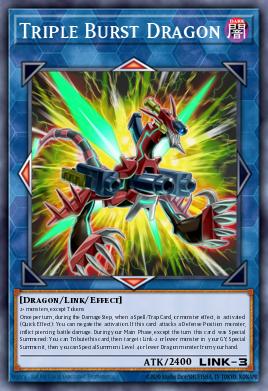 TRIPLE BURST DRAGON
DARK
闇
[DRAGON/LINK/EFFECT]
2+ monsters, except Tokens
Once per turn, during the Damage Step, when a Spell/Trap Card, or monster effect, is activated
(Quick Effect): You can negate the activation. If this card attacks a Defense Position monster,
inflict piercing battle damage. During your Main Phase, except the turn this card was Special
Summoned: You can Tribute this card, then target 1 Link-2 or lower monster in your GY; Special
Summon it, then you can Special Summon 1 Level 4 or lower Dragon monster from your hand.
ATK/2400 LINK-3